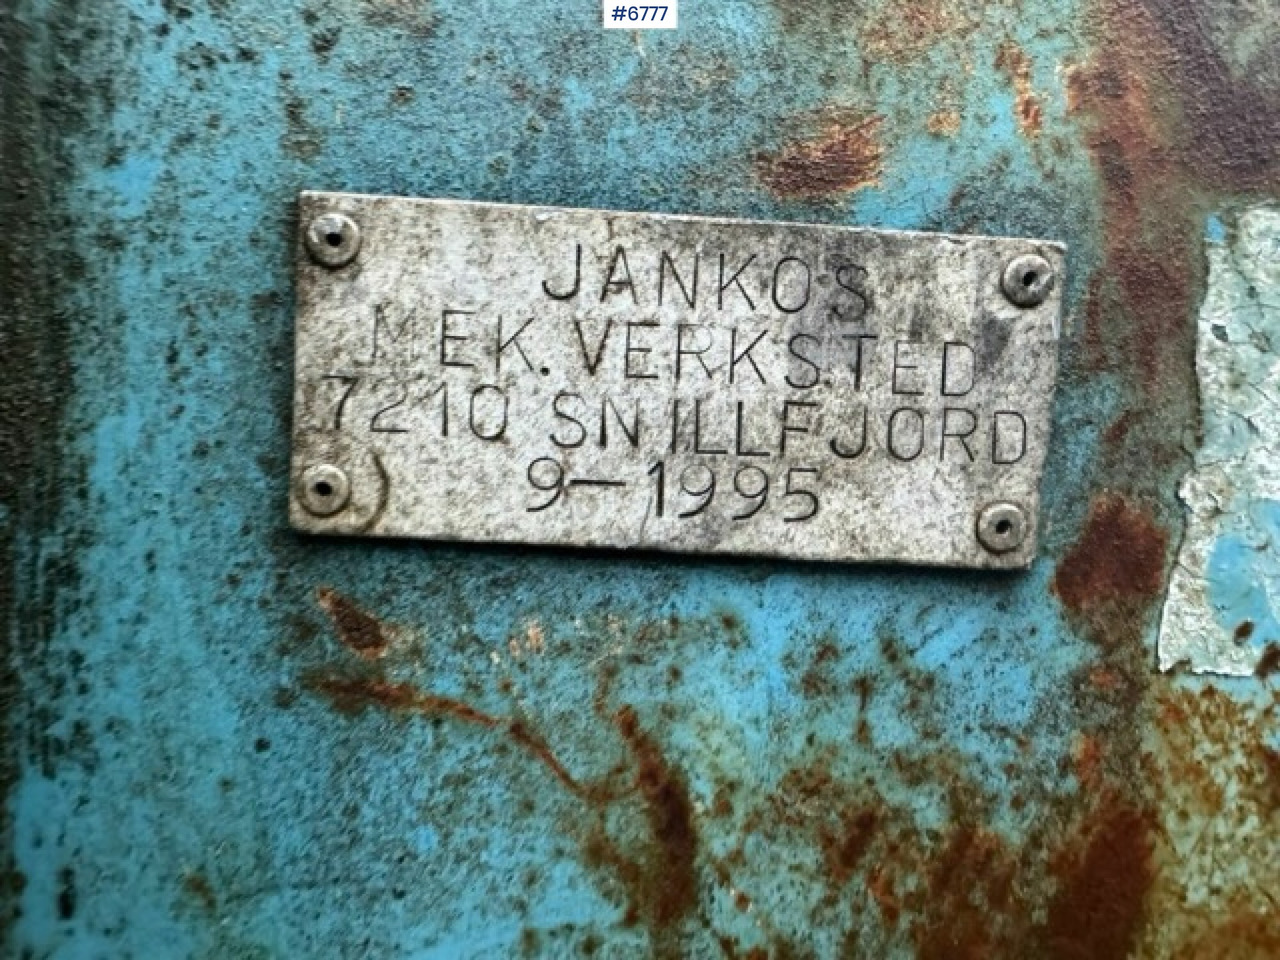 #6777
JANKOS
MEK. VERKSTED
7210 SNILLFJORD
9-1995